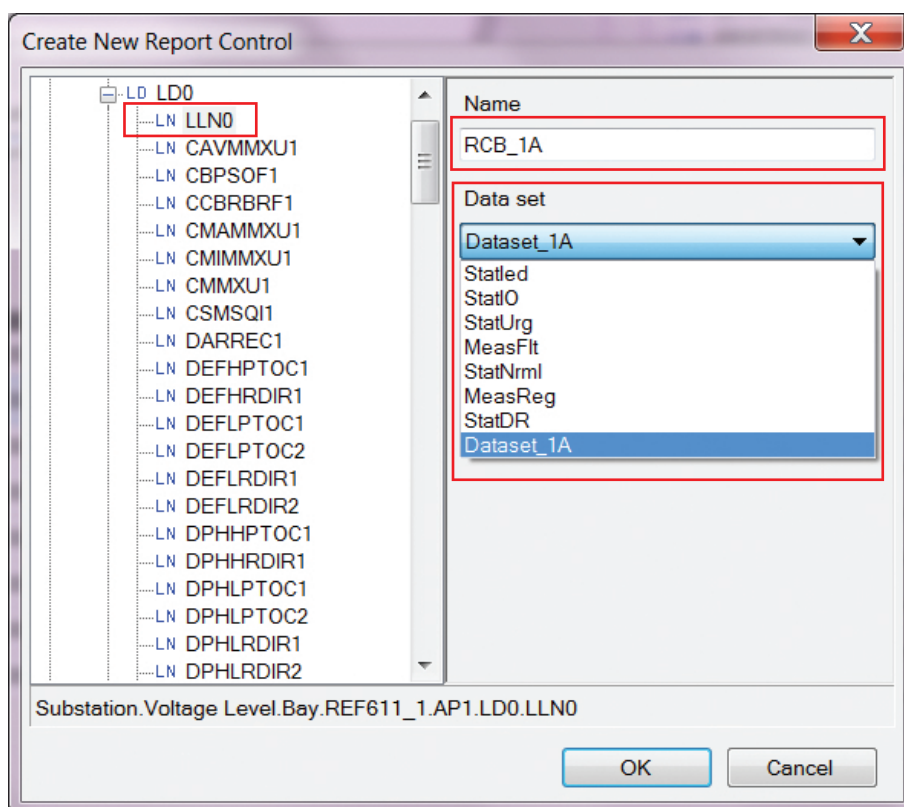 Create New Report Control
X
LD LD0
LN LLN0
LN CAVMMXU1
LN CBPSOF1
LN CCBRBRF1
LN CMAMMXU1
LN CMIMMXU1
LN CMMXU1
LN CSMSQI1
LN DARREC1
LN DEFHPTOC1
LN DEFHRDIR1
LN DEFLPTOC1
LN DEFLPTOC2
LN DEFLRDIR1
LN DEFLRDIR2
LN DPHHPTOC1
LN DPHHRDIR1
LN DPHLPTOC1
LN DPHLPTOC2
LN DPHLRDIR1
LN DPHLRDIR2
Name
RCB_1A
Data set
Dataset_1A
Statled
StatIO
StatUrg
MeasFlt
StatNrml
MeasReg
StatDR
Dataset_1A
Substation.Voltage Level.Bay.REF611_1.AP1.LD0.LLN0
OK
Cancel